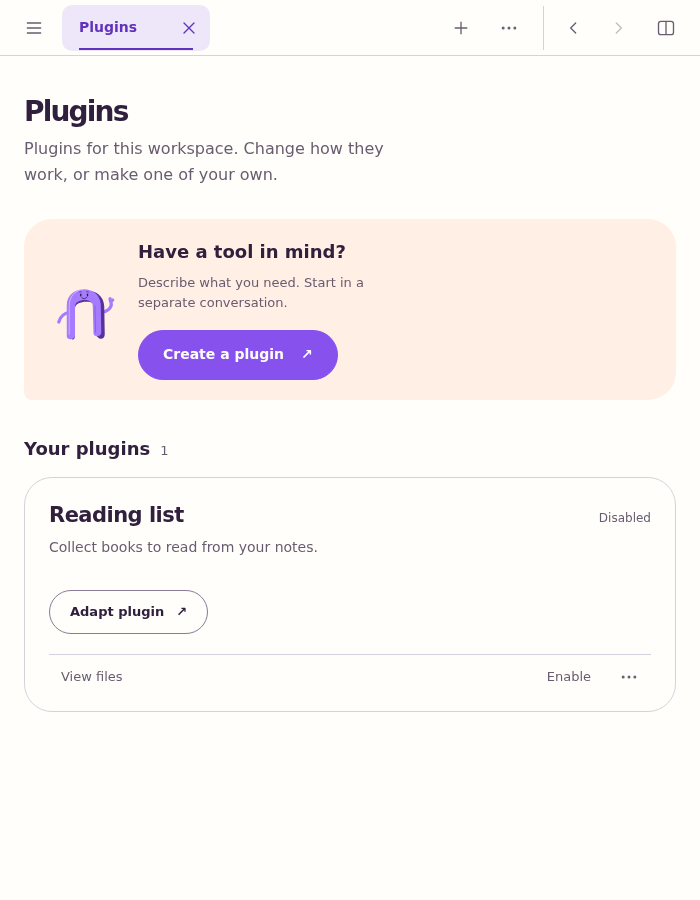 Plugins
Plugins
Plugins for this workspace. Change how they
work, or make one of your own.
Have a tool in mind?
Describe what you need. Start in a
separate conversation.
Create a plugin ↗
Your plugins 1
Reading list
Disabled
Collect books to read from your notes.
Adapt plugin ↗
View files
Enable